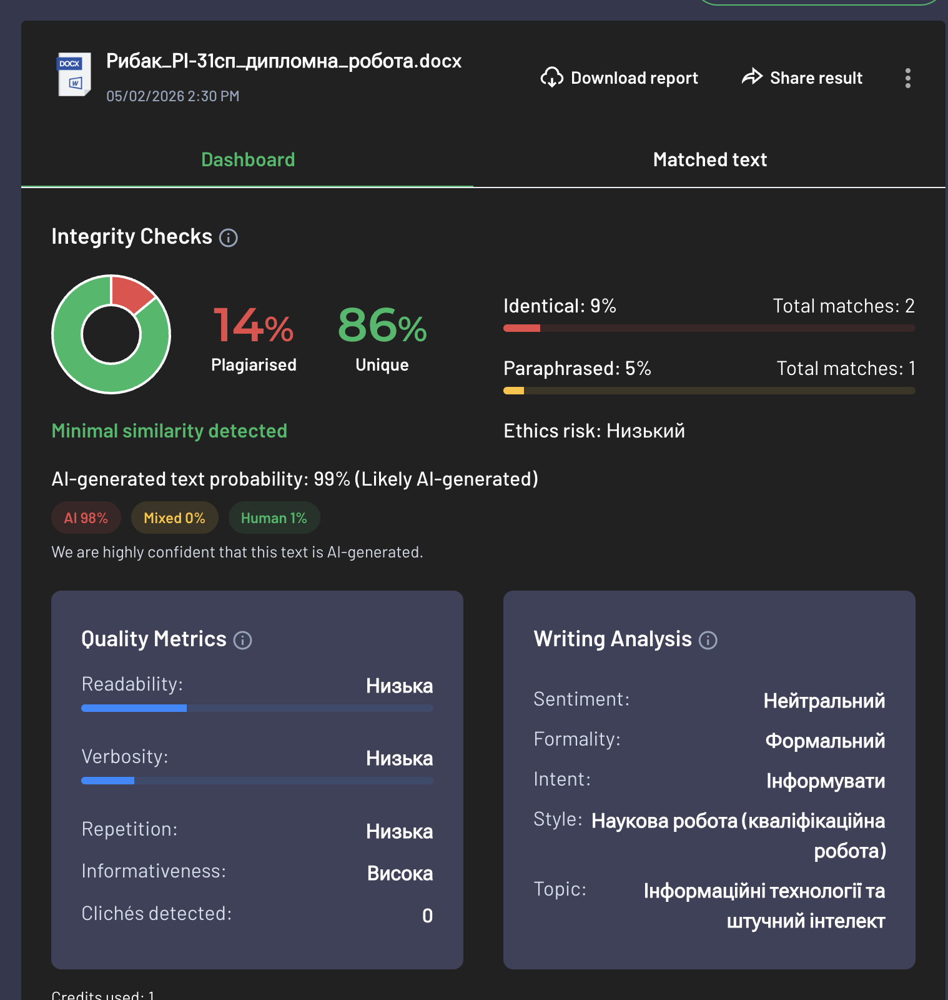 DOCX
W
Рибак_РІ-31сп_дипломна_робота.docx
05/02/2026 2:30 PM
Download report
Share result
Dashboard
Matched text
Integrity Checks
14%
Plagiarised
86%
Unique
Identical: 9%
Total matches: 2
Paraphrased: 5%
Total matches: 1
Minimal similarity detected
Ethics risk: Низький
AI-generated text probability: 99% (Likely AI-generated)
AI 98%
Mixed 0%
Human 1%
We are highly confident that this text is AI-generated.
Quality Metrics
Readability:
Низька
Verbosity:
Низька
Repetition:
Низька
Informativeness:
Висока
Clichés detected:
0
Writing Analysis
Sentiment:
Нейтральний
Formality:
Формальний
Intent:
Інформувати
Style: Наукова робота (кваліфікаційна
робота)
Topic:
Інформаційні технології та
штучний інтелект
Credits used: 1